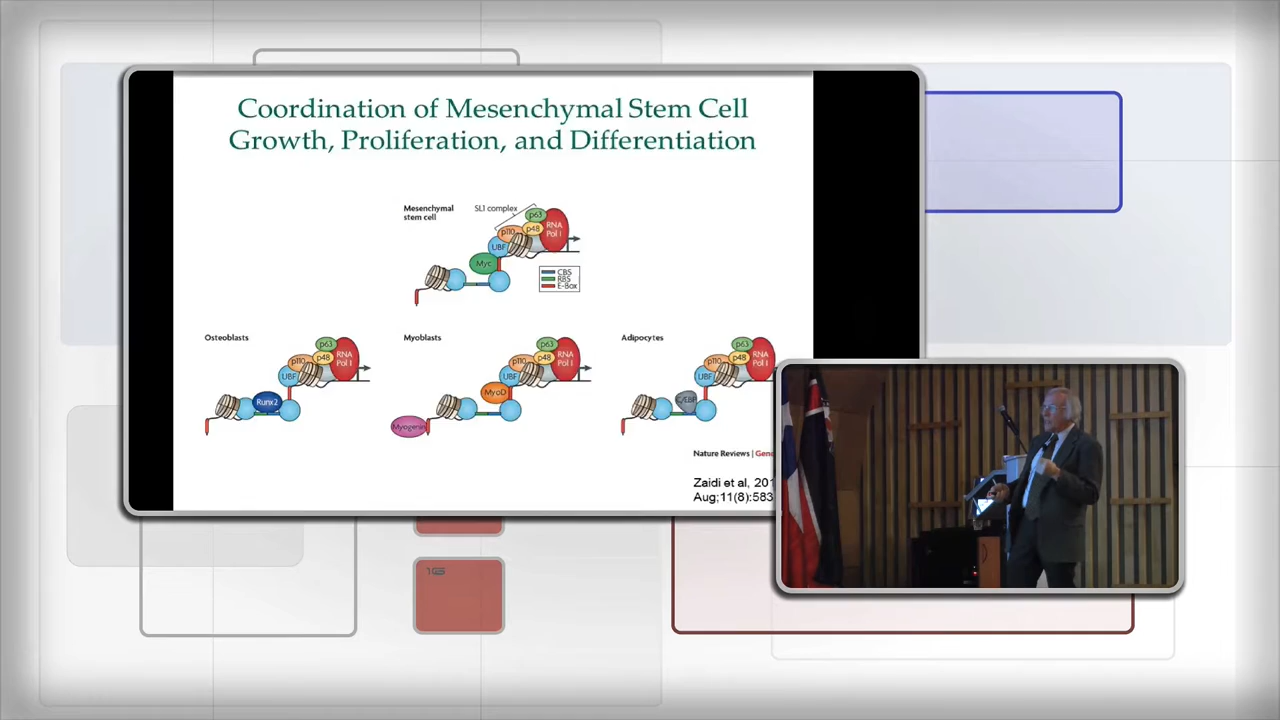 Coordination of Mesenchymal Stem Cell
Growth, Proliferation, and Differentiation
Mesenchymal
stem cell
SL1 complex
p63
p110
p48
RNA
Pol I
UBF
Myc
CBS
RBS
E-Box
Osteoblasts
p63
p110
p48
RNA
Pol I
UBF
Runx2
Myoblasts
p63
p110
p48
RNA
Pol I
UBF
MyoD
Myogenin
Adipocytes
p63
p110
p48
RNA
Pol I
UBF
C/EBP
Nature Reviews | Gen
Zaidi et al, 201
Aug;11(8):583